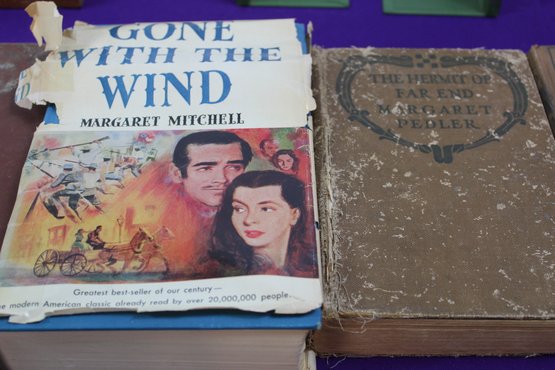 GONE
WITH THE
WIND
MARGARET MITCHELL
Greatest best-seller of our century—
modern American classic already read by over 20,000,000 people.
THE HERMIT OF
FAR END
MARGARET
PEDLER